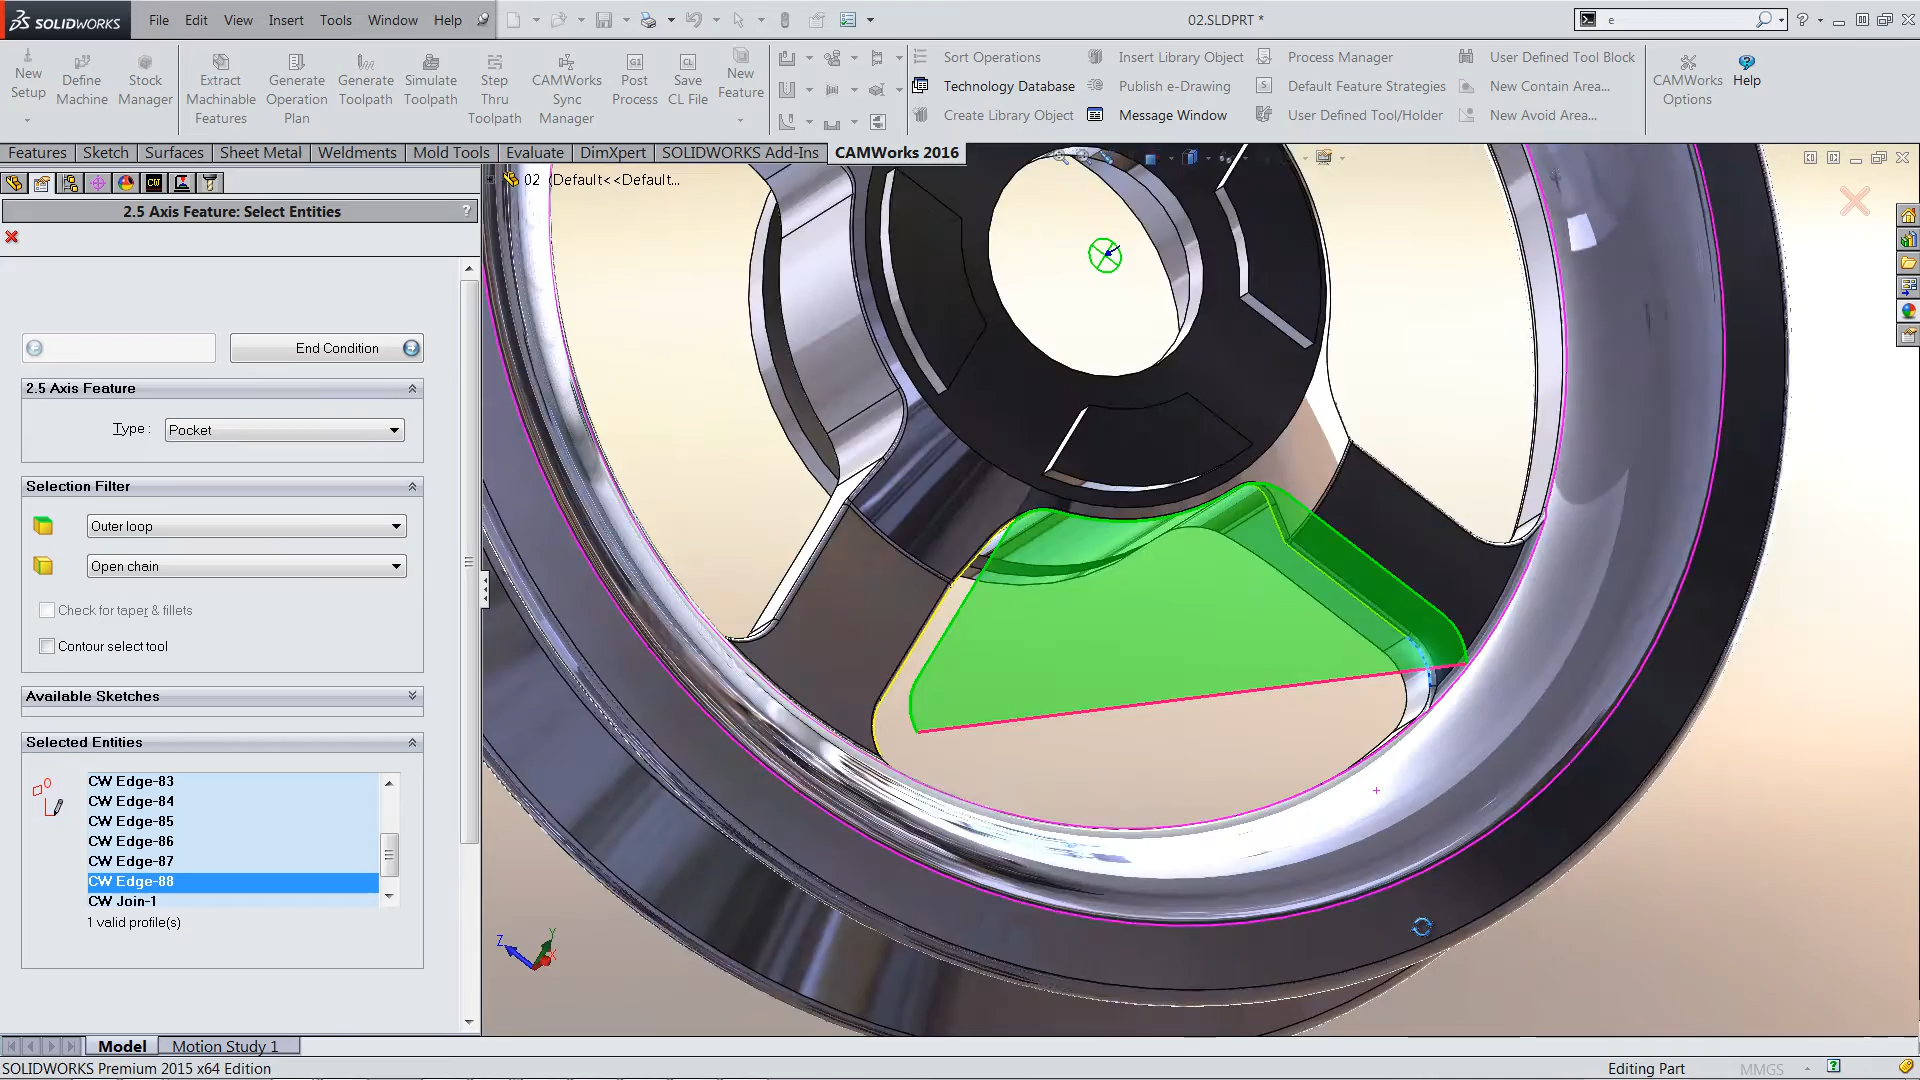 SOLIDWORKS File Edit View Insert Tools Window Help 02.SLDPRT * e
New Setup Define Machine Stock Manager Extract Machinable Features Generate Operation Plan Generate Toolpath Simulate Toolpath Step Thru Toolpath CAMWorks Sync Manager Post Process Save CL File New Feature
Sort Operations Insert Library Object Process Manager User Defined Tool Block
Technology Database Publish e-Drawing Default Feature Strategies New Contain Area...
Create Library Object Message Window User Defined Tool/Holder New Avoid Area...
CAMWorks Options Help
Features Sketch Surfaces Sheet Metal Weldments Mold Tools Evaluate DimXpert SOLIDWORKS Add-Ins CAMWorks 2016
02 (Default<<Default...
2.5 Axis Feature: Select Entities ?
End Condition
2.5 Axis Feature
Type : Pocket
Selection Filter
Outer loop
Open chain
Check for taper & fillets
Contour select tool
Available Sketches
Selected Entities
CW Edge-83
CW Edge-84
CW Edge-85
CW Edge-86
CW Edge-87
CW Edge-88
CW Join-1
1 valid profile(s)
Z Y X
Model Motion Study 1
SOLIDWORKS Premium 2015 x64 Edition Editing Part MMGS